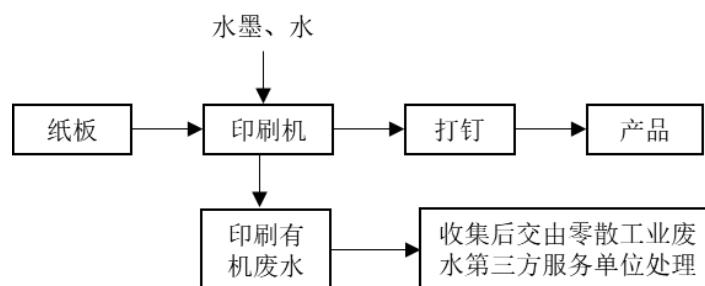 水墨、水
纸板
印刷机
打钉
产品
印刷有
机废水
收集后交由零散工业废
水第三方服务单位处理